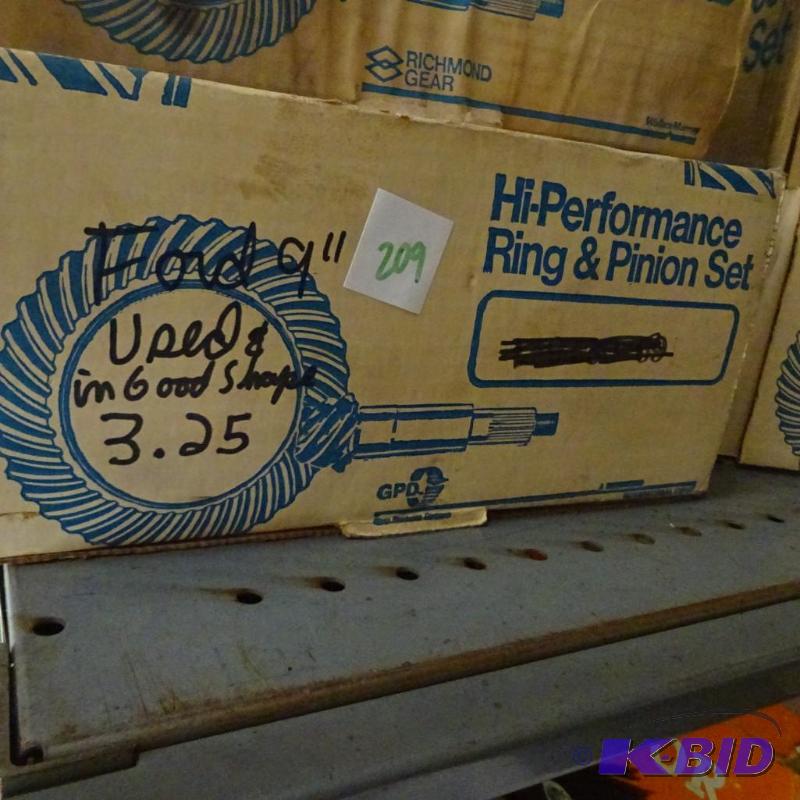 RICHMOND
GEAR
Set
Hi-Performance
Ring & Pinion Set
Ford 9"
209
Used &
in Good Shape
3.25
GPD
K-BID